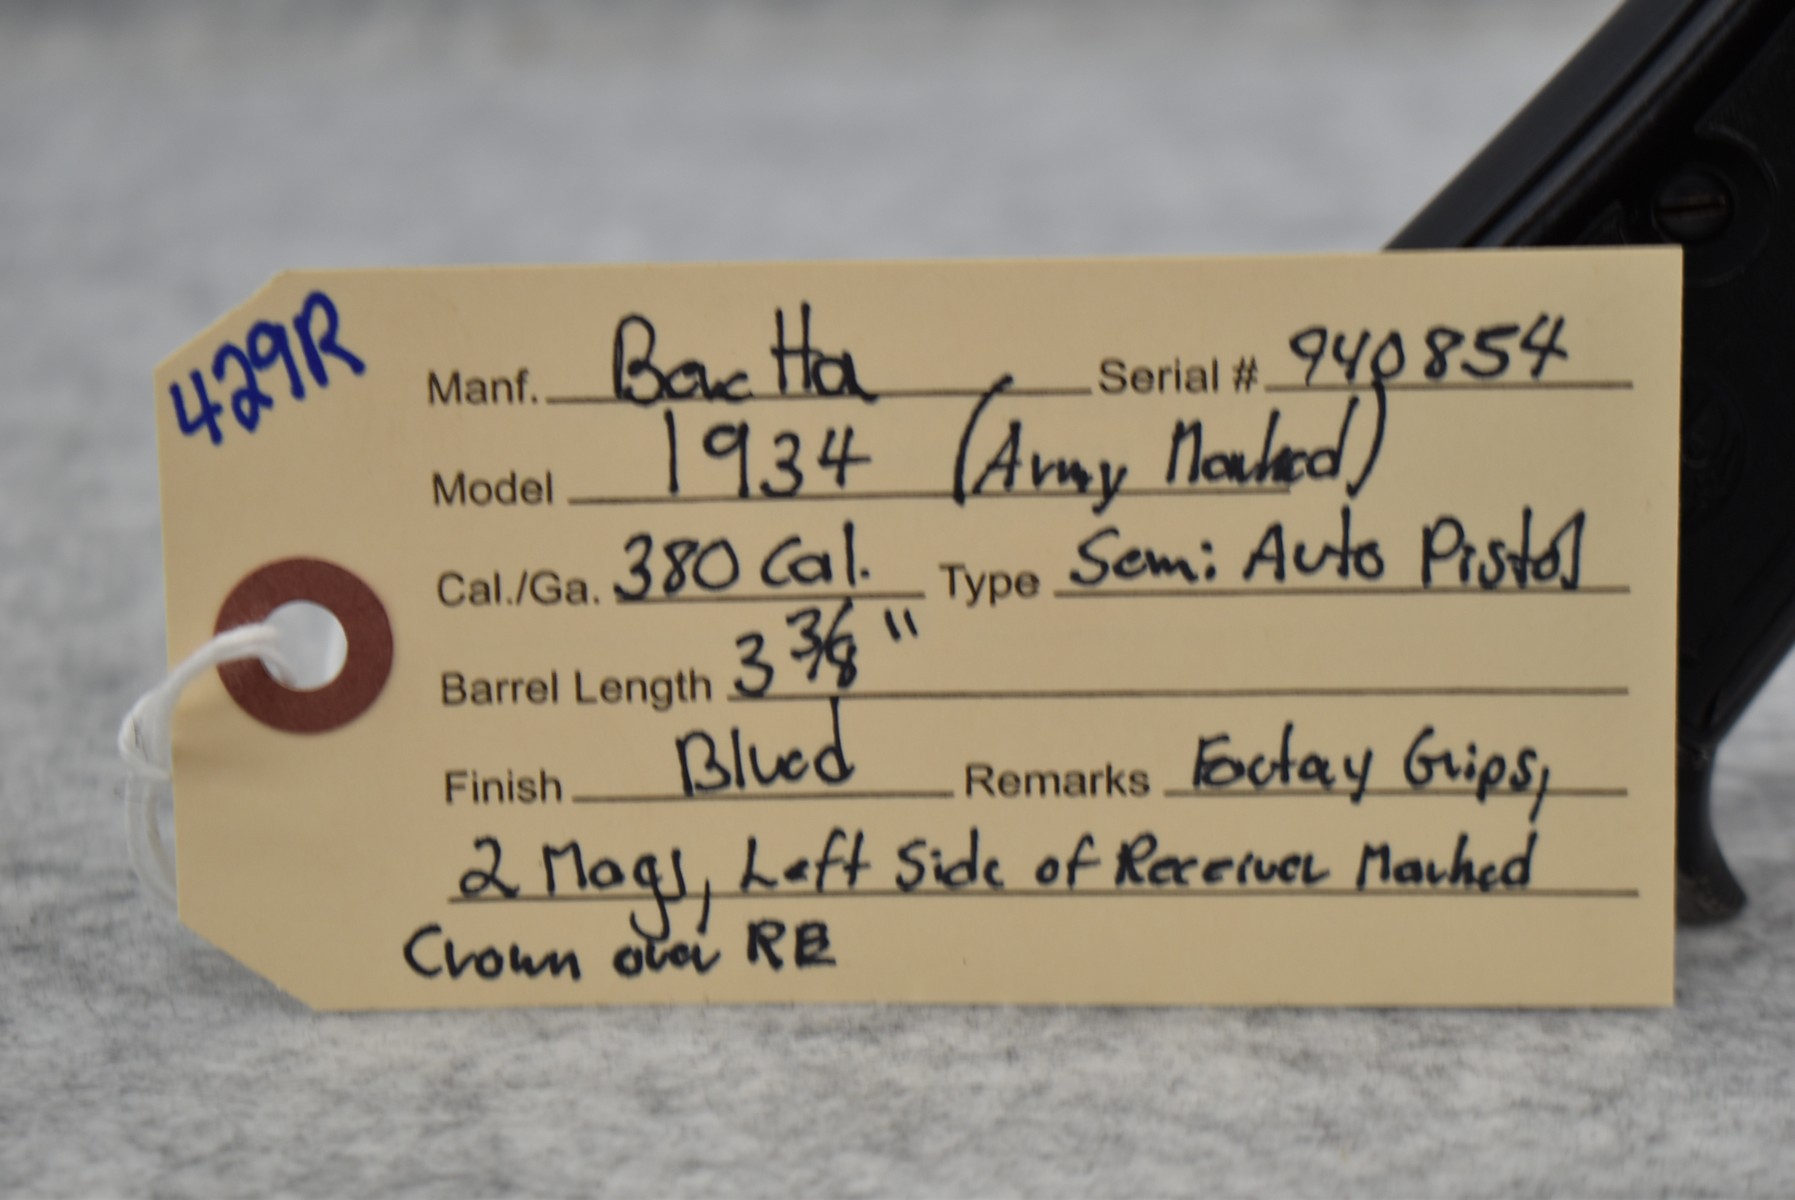 429R
Manf. Beretta Serial # 940854
Model 1934 (Army Marked)
Cal./Ga. 380 Cal. Type Semi Auto Pistol
Barrel Length 3 3/8"
Finish Blued Remarks Factory Grips,
2 Mags, Left Side of Receiver Marked
Crown over RE